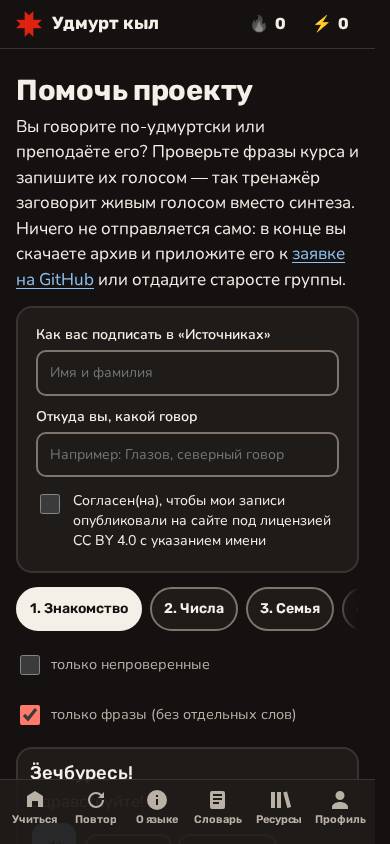 Удмурт кыл
0
0
Помочь проекту
Вы говорите по-удмуртски или
преподаёте его? Проверьте фразы курса и
запишите их голосом — так тренажёр
заговорит живым голосом вместо синтеза.
Ничего не отправляется само: в конце вы
скачаете архив и приложите его к заявке
на GitHub или отдадите старосте группы.
Как вас подписать в «Источниках»
Имя и фамилия
Откуда вы, какой говор
Например: Глазов, северный говор
Согласен(на), чтобы мои записи
опубликовали на сайте под лицензией
CC BY 4.0 с указанием имени
1. Знакомство
2. Числа
3. Семья
только непроверенные
только фразы (без отдельных слов)
Ӟечбуресь!
Здравствуйте!
Учиться
Повтор
О языке
Словарь
Ресурсы
Профиль